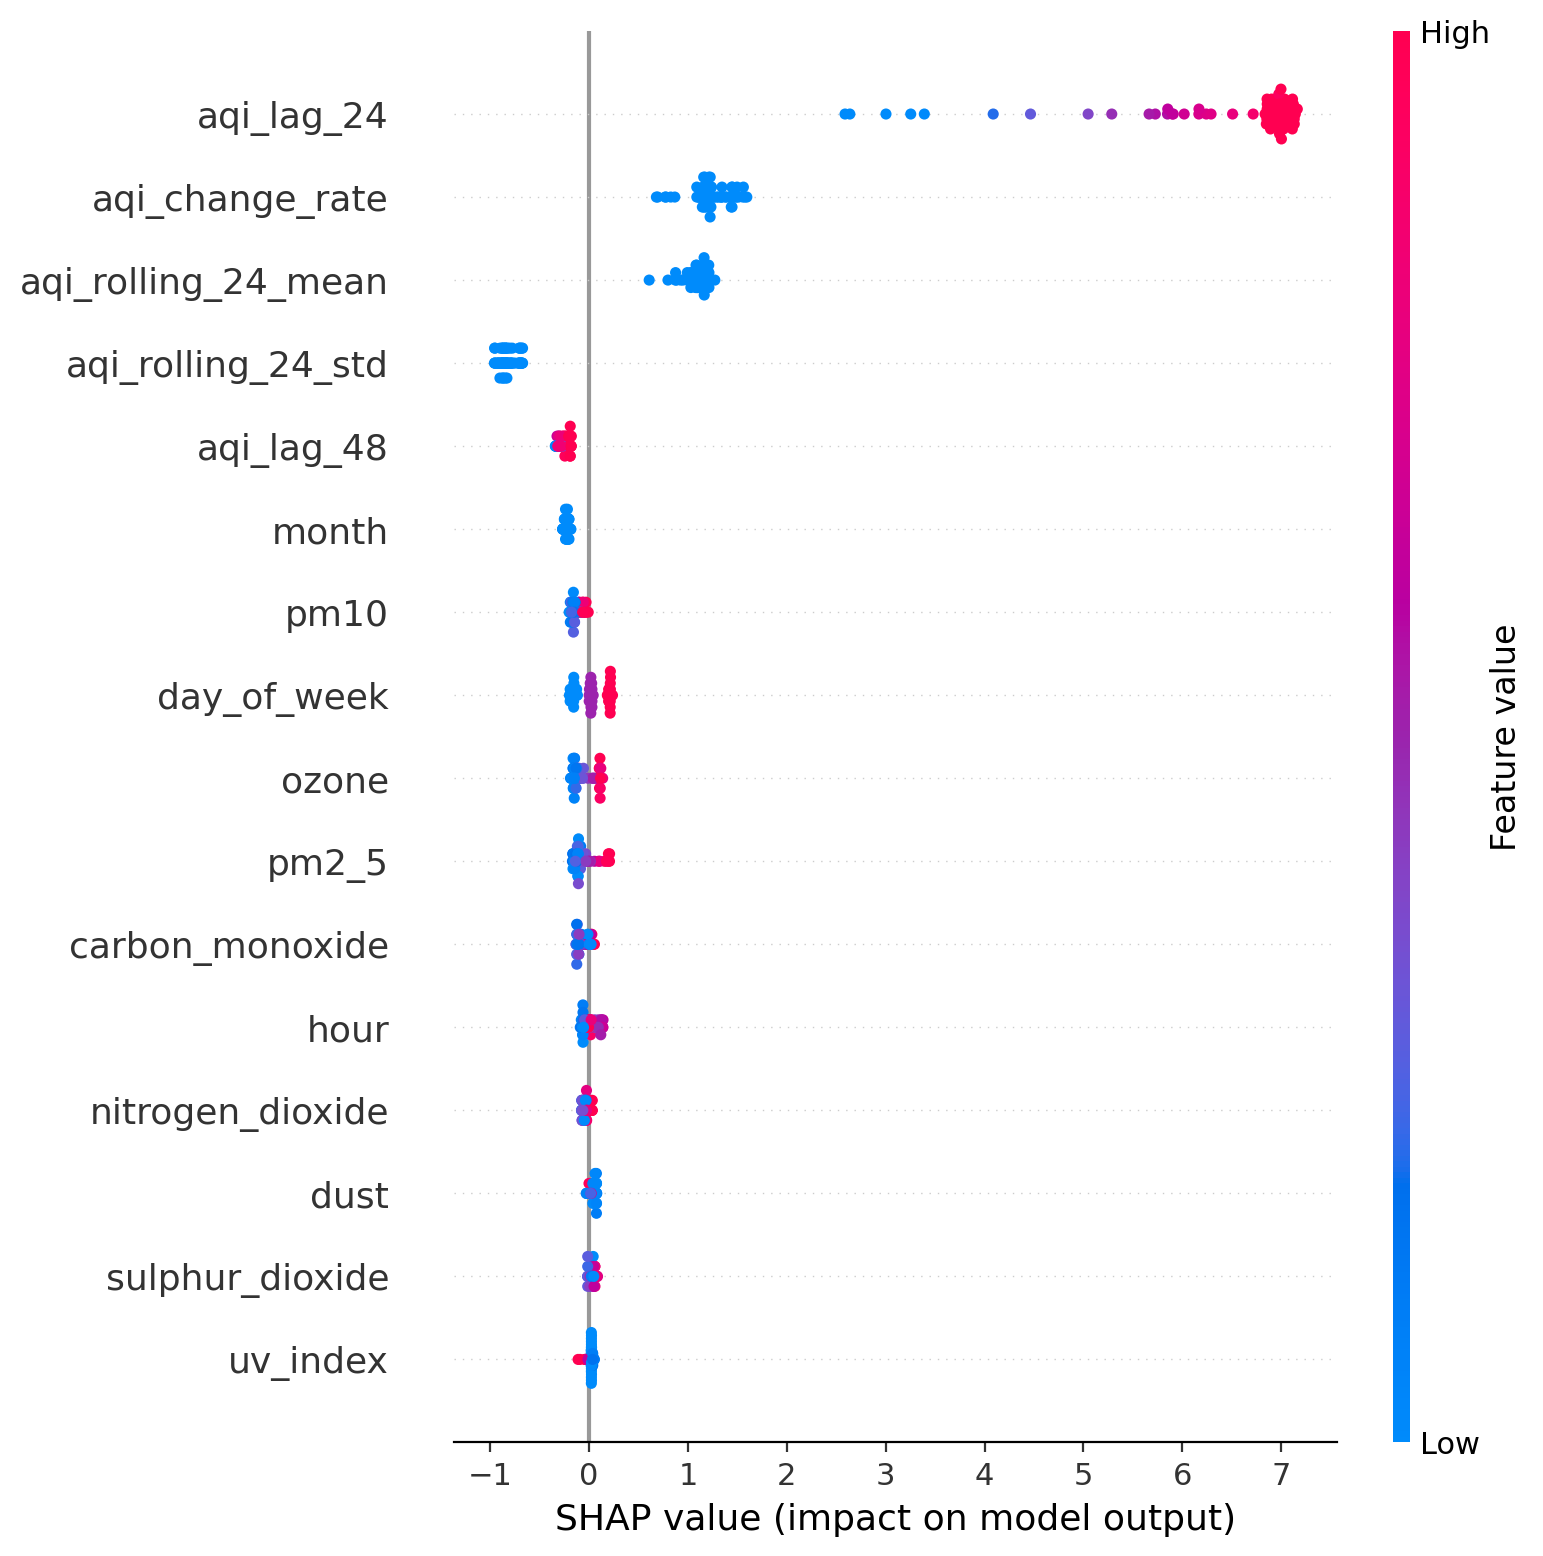 High
aqi_lag_24
aqi_change_rate
aqi_rolling_24_mean
aqi_rolling_24_std
aqi_lag_48
month
pm10
day_of_week
ozone
pm2_5
carbon_monoxide
hour
nitrogen_dioxide
dust
sulphur_dioxide
uv_index
Feature value
Low
−1 0 1 2 3 4 5 6 7
SHAP value (impact on model output)